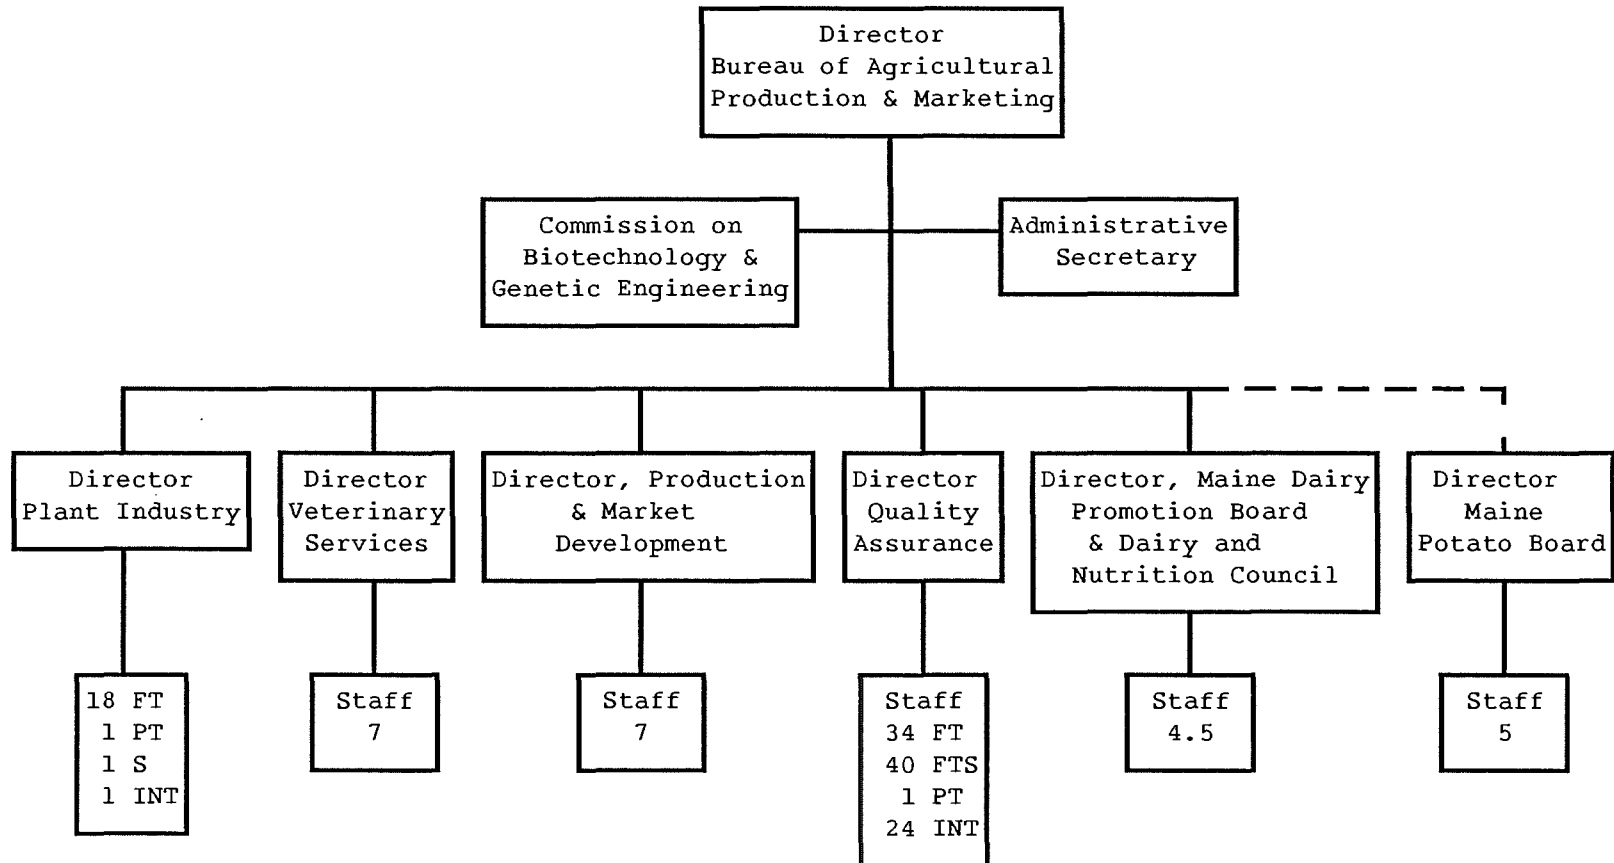 Director
Bureau of Agricultural
Production & Marketing
Commission on
Biotechnology &
Genetic Engineering
Administrative
Secretary
Director
Plant Industry
Director
Veterinary
Services
Director, Production
& Market
Development
Director
Quality
Assurance
Director, Maine Dairy
Promotion Board
& Dairy and
Nutrition Council
Director
Maine
Potato Board
18 FT
1 PT
1 S
1 INT
Staff
7
Staff
7
Staff
34 FT
40 FTS
1 PT
24 INT
Staff
4.5
Staff
5